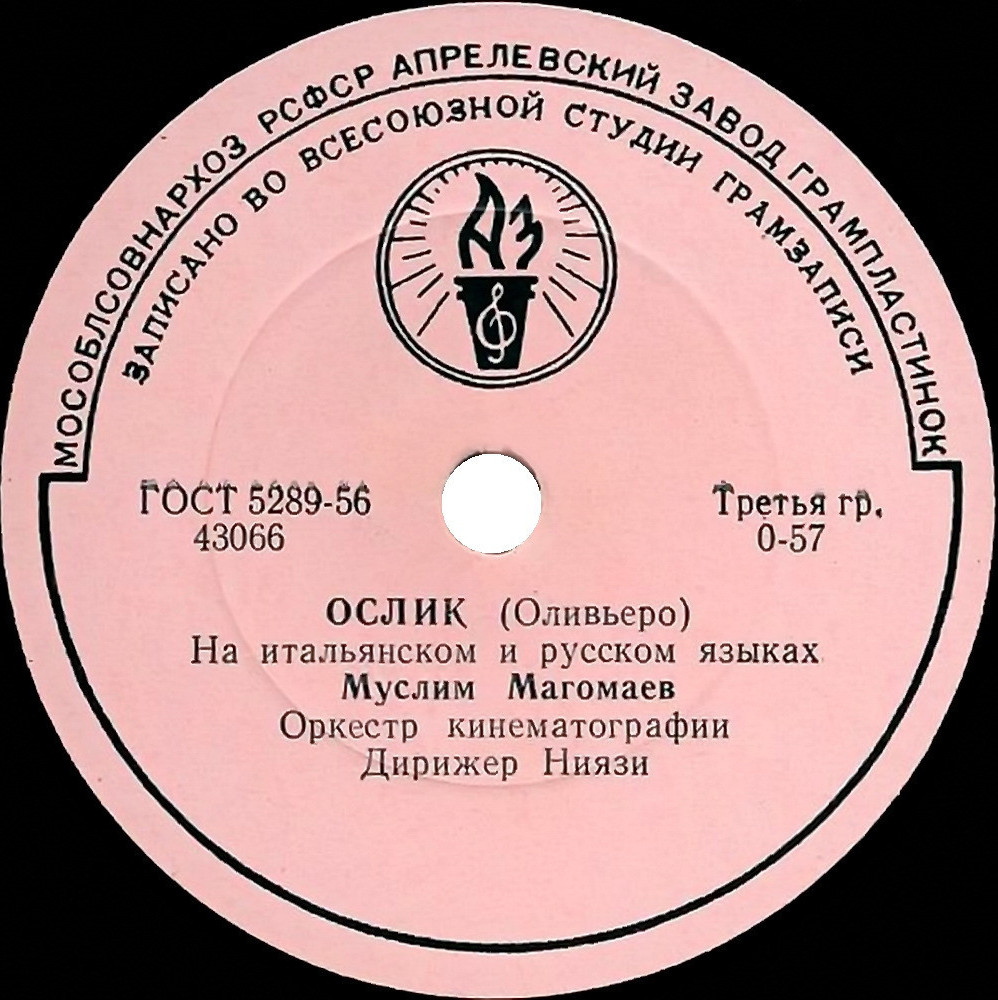 МОСОБЛСОВНАРХОЗ РСФСР АПРЕЛЕВСКИЙ ЗАВОД ГРАМПЛАСТИНОК
ЗАПИСАНО ВО ВСЕСОЮЗНОЙ СТУДИИ ГРАМЗАПИСИ
АЗ
ГОСТ 5289-56
43066
Третья гр.
0-57
ОСЛИК (Оливьеро)
На итальянском и русском языках
Муслим Магомаев
Оркестр кинематографии
Дирижер Ниязи